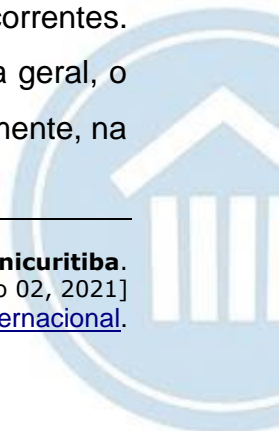 correntes.
a geral, o
mente, na
nicuritiba.
o 02, 2021]
ernacional.